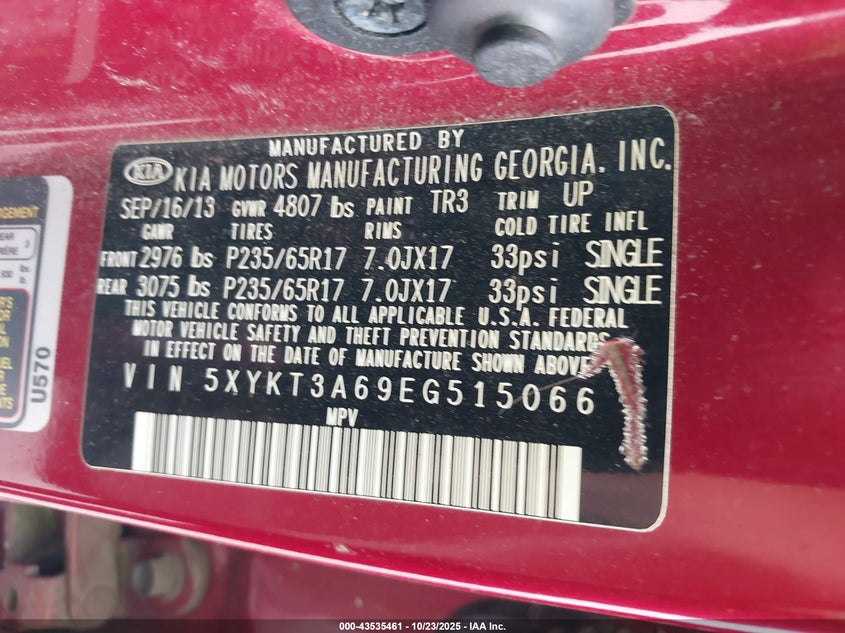 MANUFACTURED BY
KIA KIA MOTORS MANUFACTURING GEORGIA, INC.
SEP/16/13 GVWR 4807 lbs PAINT TR3 TRIM UP
GAWR TIRES RIMS COLD TIRE INFL
FRONT 2976 lbs P235/65R17 7.0JX17 33psi SINGLE
REAR 3075 lbs P235/65R17 7.0JX17 33psi SINGLE
THIS VEHICLE CONFORMS TO ALL APPLICABLE U.S.A. FEDERAL
MOTOR VEHICLE SAFETY AND THEFT PREVENTION STANDARDS
IN EFFECT ON THE DATE OF MANUFACTURE SHOWN ABOVE.
VIN 5XYKT3A69EG515066
MPV
U570
000-43535461 - 10/23/2025 - IAA Inc.